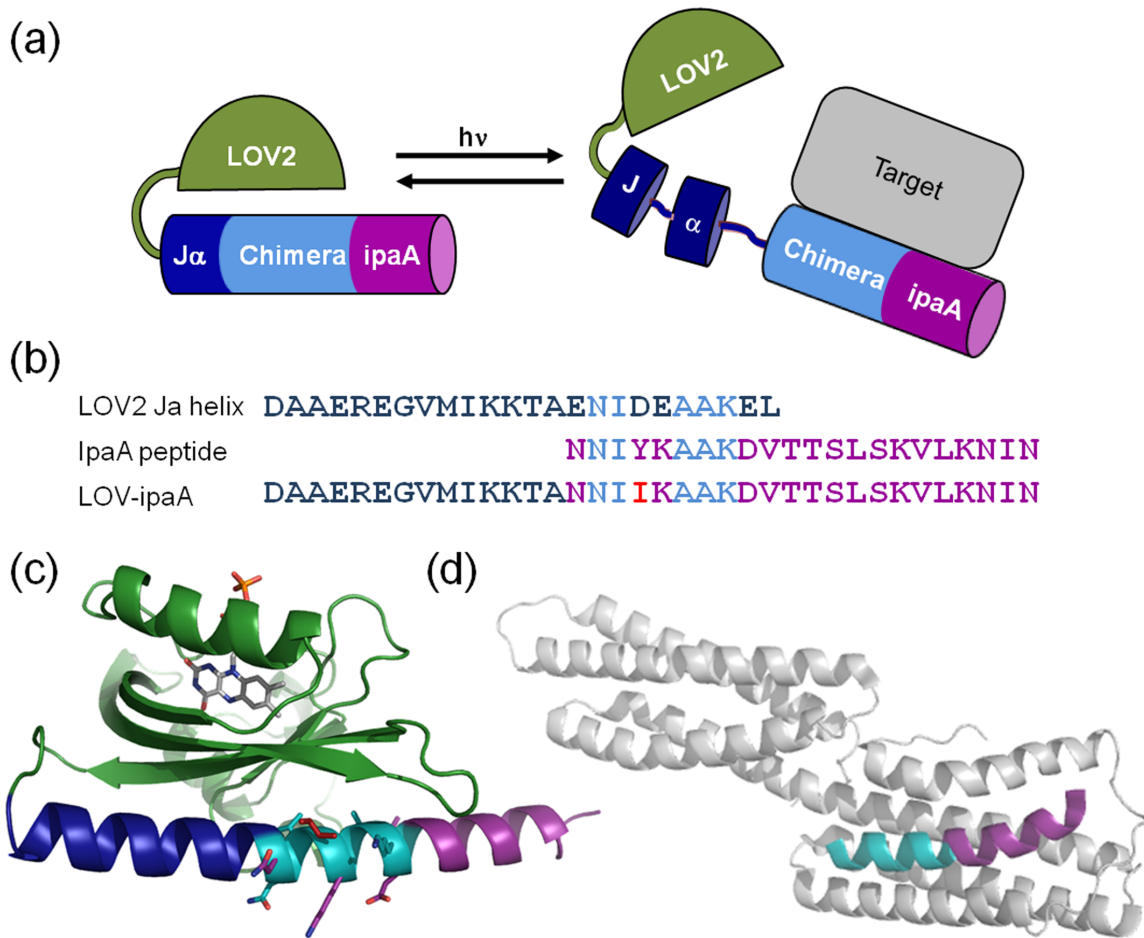 (a)
LOV2
hν
LOV2
Target
J
α
Jα Chimera ipaA
Chimera
ipaA
(b)
LOV2 Ja helix DAAEREGVMIKKTAENIDEAAKEL
IpaA peptide NNIYKAAKDVTTSLSKVLKNIN
LOV-ipaA DAAEREGVMIKKTANNIIKAAKDVTTSLSKVLKNIN
(c) (d)